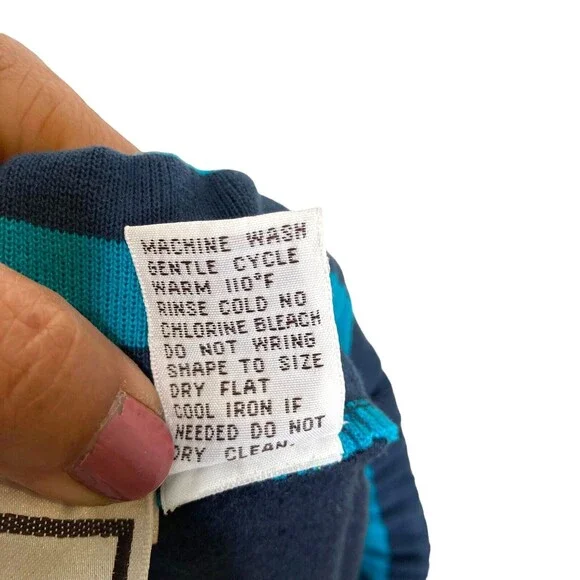 MACHINE WASH
GENTLE CYCLE
WARM 110°F
RINSE COLD NO
CHLORINE BLEACH
DO NOT WRING
SHAPE TO SIZE
DRY FLAT
COOL IRON IF
NEEDED DO NOT
DRY CLEAN.